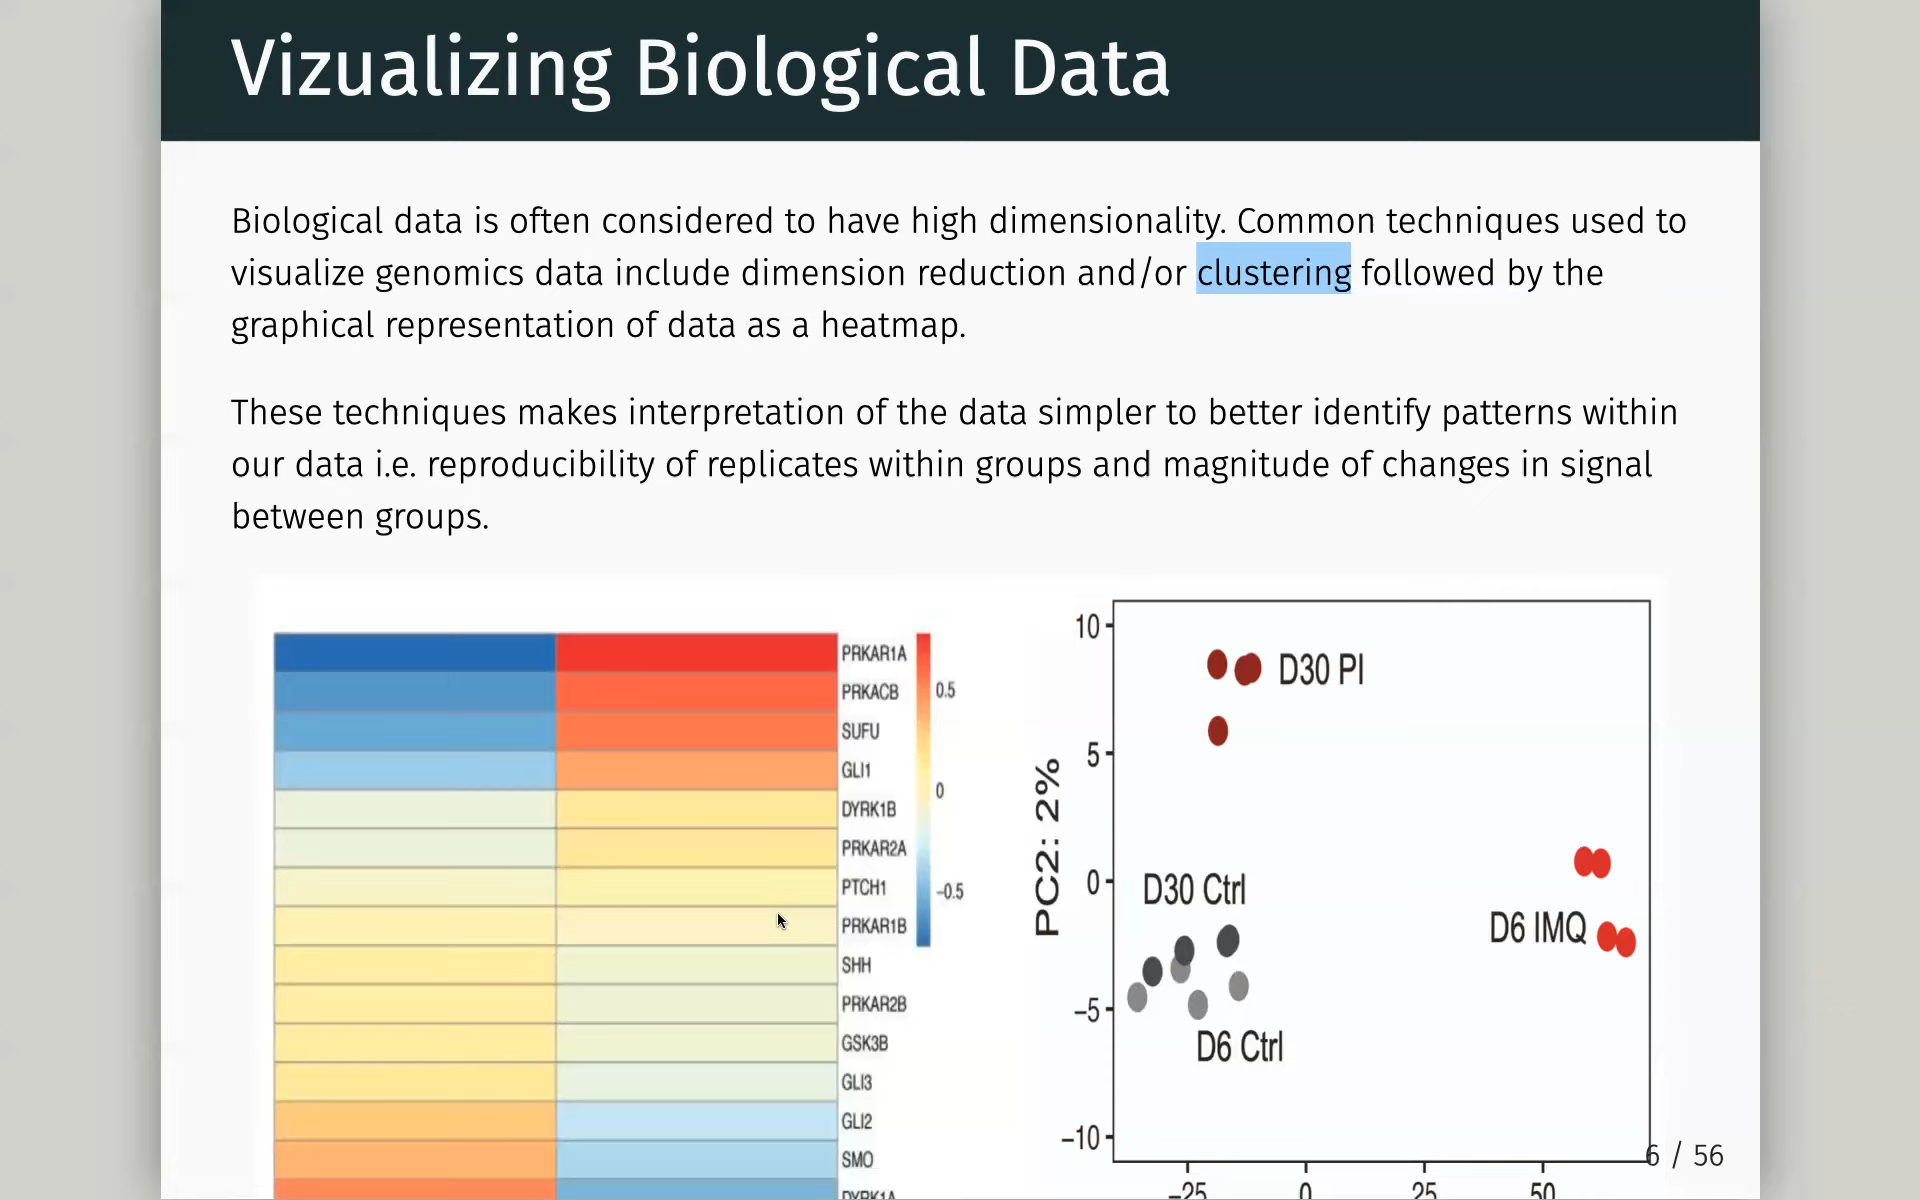 Vizualizing Biological Data
Biological data is often considered to have high dimensionality. Common techniques used to
visualize genomics data include dimension reduction and/or clustering followed by the
graphical representation of data as a heatmap.
These techniques makes interpretation of the data simpler to better identify patterns within
our data i.e. reproducibility of replicates within groups and magnitude of changes in signal
between groups.
PRKAR1A
PRKACB
SUFU
GLI1
DYRK1B
PRKAR2A
PTCH1
PRKAR1B
SHH
PRKAR2B
GSK3B
GLI3
GLI2
SMO
DYRK1A
0.5
0
−0.5
PC2: 2%
10
5
0
−5
−10
D30 PI
D30 Ctrl
D6 IMQ
D6 Ctrl
−25
0
25
50
6 / 56